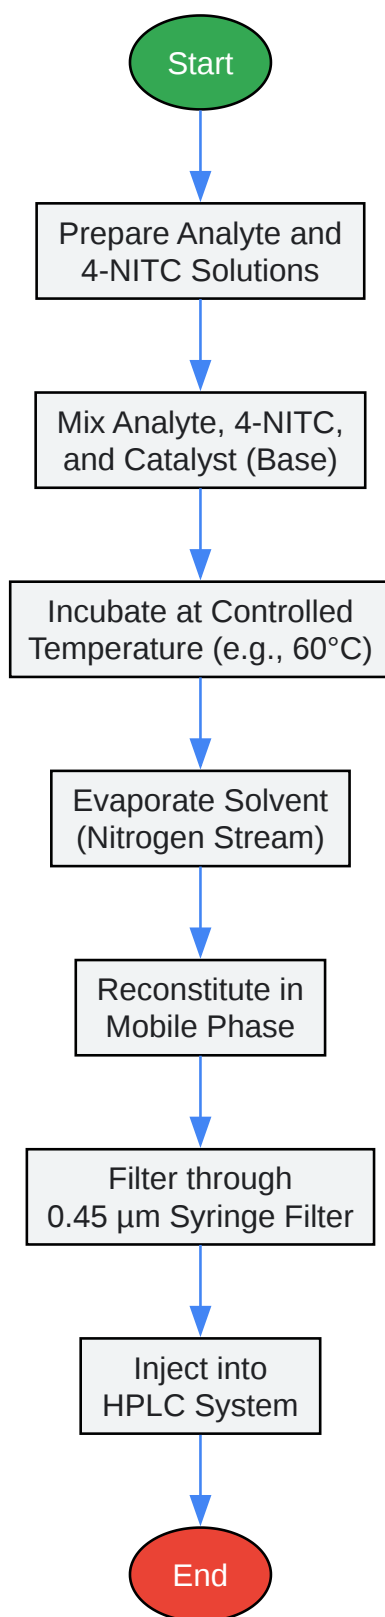 Start
Prepare Analyte and
4-NITC Solutions
Mix Analyte, 4-NITC,
and Catalyst (Base)
Incubate at Controlled
Temperature (e.g., 60°C)
Evaporate Solvent
(Nitrogen Stream)
Reconstitute in
Mobile Phase
Filter through
0.45 µm Syringe Filter
Inject into
HPLC System
End